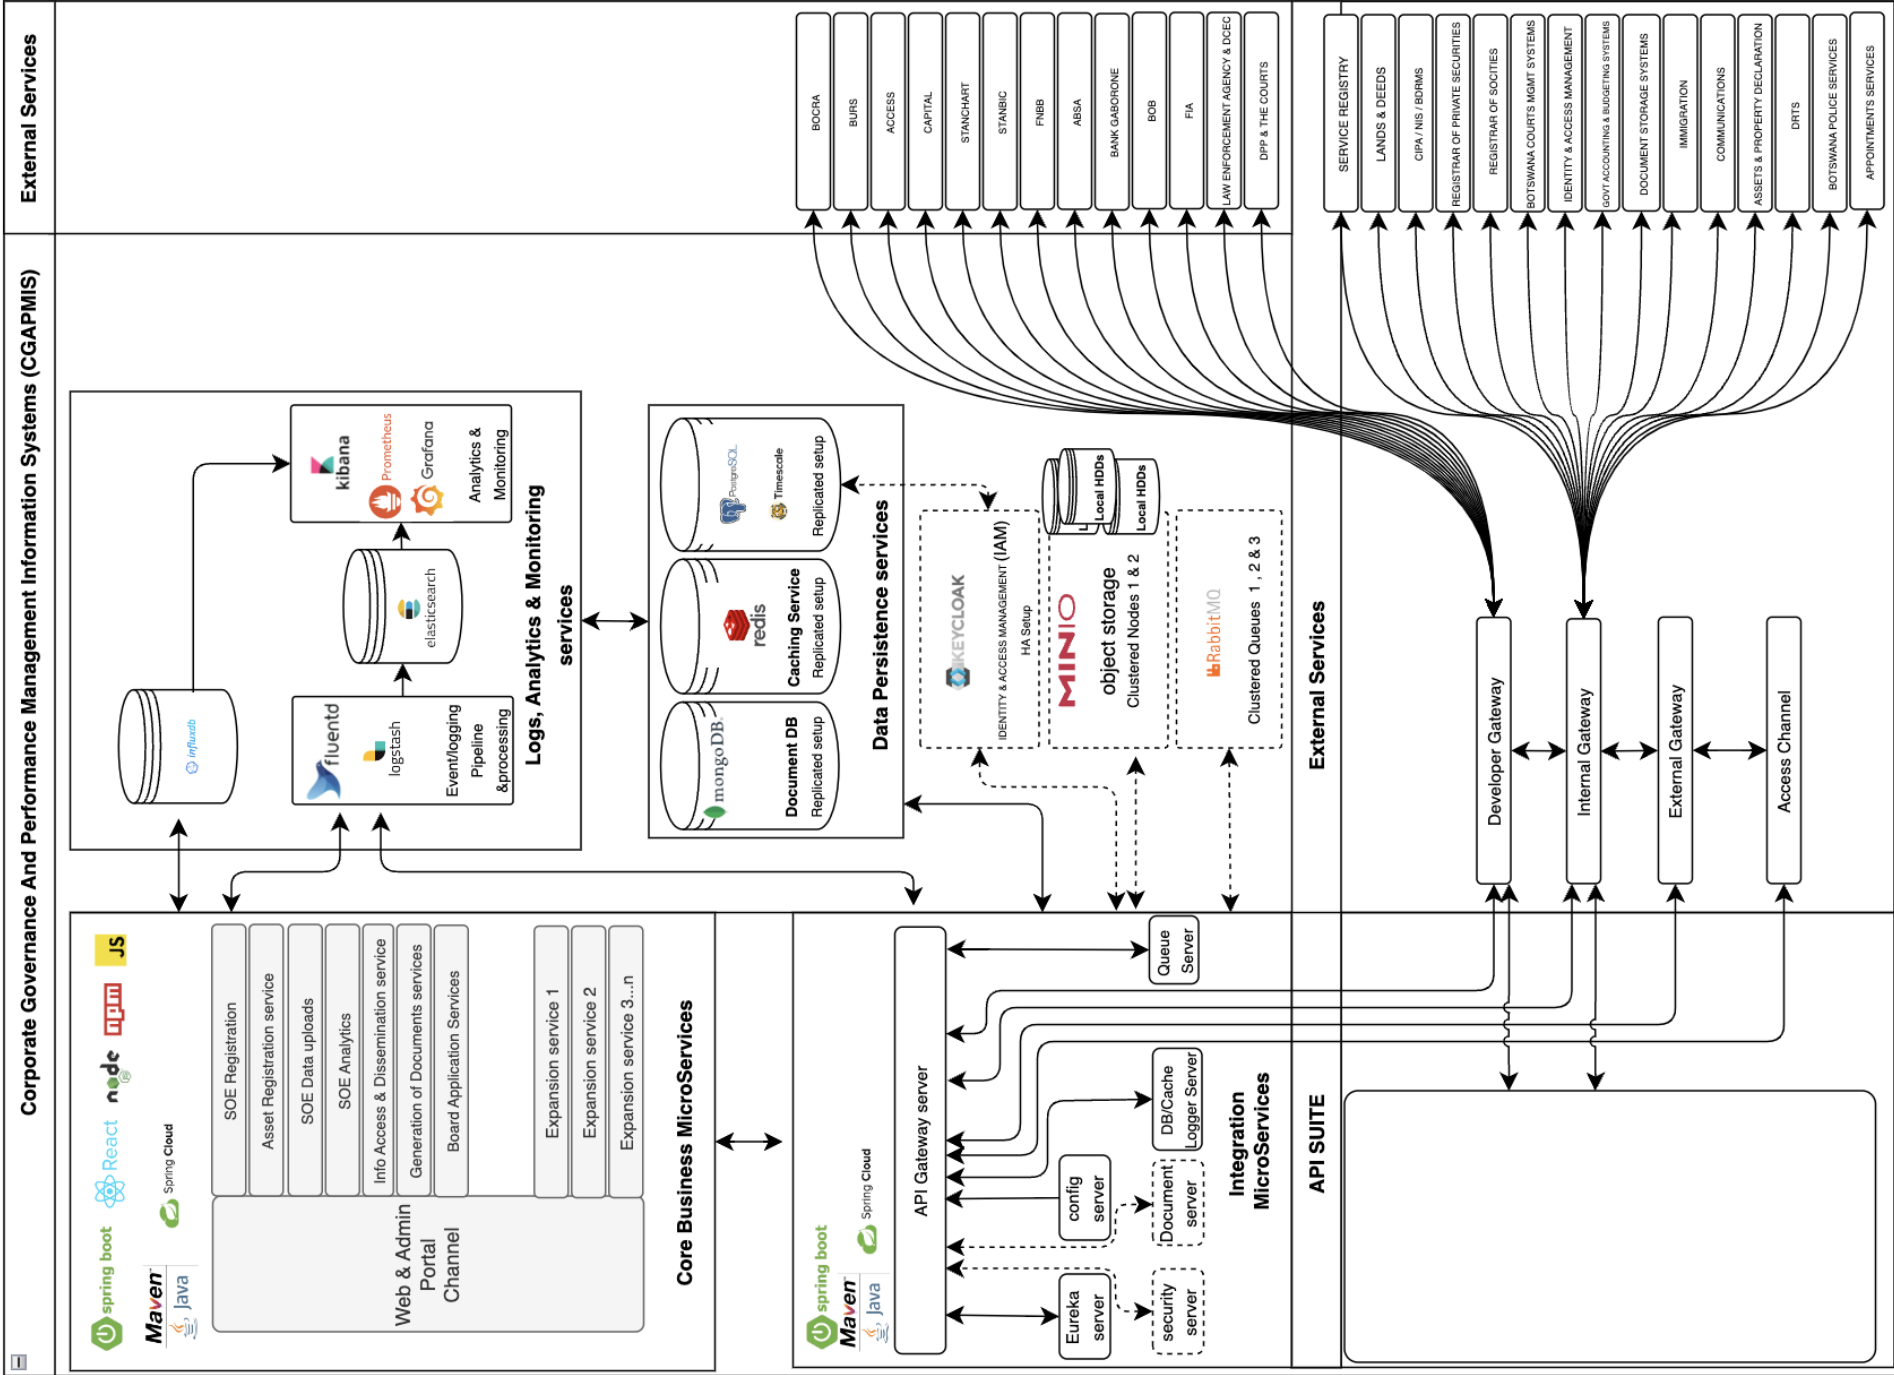 Corporate Governance And Performance Management Information Systems (CGAPMIS)
External Services
spring boot
React
node
JS
npm
JS
Maven
Java
Spring Cloud
Web & Admin
Portal
Channel
SOE Registration
Asset Registration service
SOE Data uploads
SOE Analytics
Info Access & Dissemination service
Generation of Documents services
Board Application Services
Expansion service 1
Expansion service 2
Expansion service 3...n
Core Business MicroServices
influxdb
fluentd
logstash
Event/logging
Pipeline
&processing
elasticsearch
kibana
Prometheus
Grafana
Analytics &
Monitoring
Logs, Analytics & Monitoring
services
mongoDB.
Document DB
Replicated setup
redis
Caching Service
Replicated setup
PostgreSQL
Timescale
Replicated setup
Data Persistence services
KEYCLOAK
IDENTITY & ACCESS MANAGEMENT (IAM)
HA Setup
MINIO
object storage
Clustered Nodes 1 & 2
L
Local HDDs
Local HDDs
RabbitMQ
Clustered Queues 1, 2 & 3
spring boot
Maven
Java
Spring Cloud
API Gateway server
Eureka
server
config
server
security
server
Document
server
DB/Cache
Logger Server
Queue
Server
Integration
MicroServices
BOCRA
BURS
ACCESS
CAPITAL
STANCHART
STANBIC
FNBB
ABSA
BANK GABORONE
BOB
FIA
LAW ENFORCEMENT AGENCY & DCEC
DPP & THE COURTS
API SUITE
External Services
External Services
Developer Gateway
Internal Gateway
External Gateway
Access Channel
SERVICE REGISTRY
LANDS & DEEDS
CIPA / NIS / BDRMS
REGISTRAR OF PRIVATE SECURITIES
REGISTRAR OF SOCITIES
BOTSWANA COURTS MGMT SYSTEMS
IDENTITY & ACCESS MANAGEMENT
GOVT ACCOUNTING & BUDGETING SYSTEMS
DOCUMENT STORAGE SYSTEMS
IMMIGRATION
COMMUNICATIONS
ASSETS & PROPERTY DECLARATION
DRTS
BOTSWANA POLICE SERVICES
APPOINTMENTS SERVICES